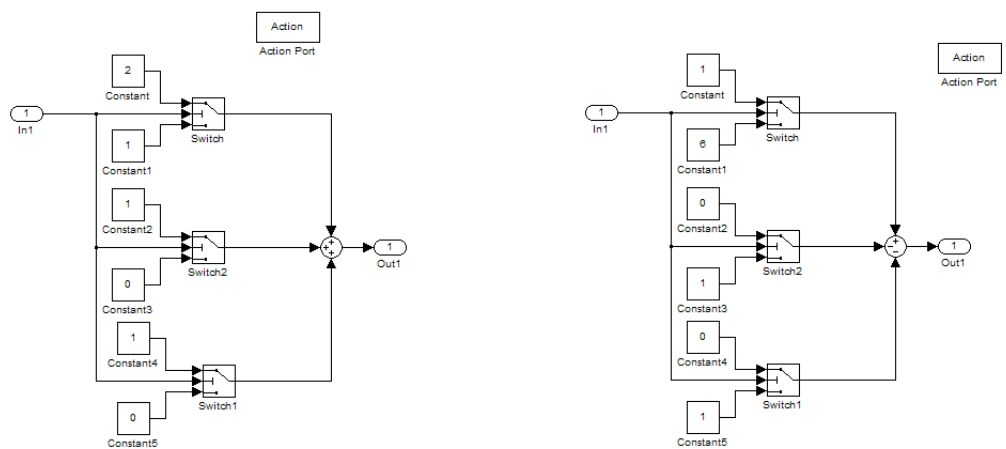 Action
Action Port
2
Constant
1
In1
Switch
1
Constant1
1
Constant2
Switch2
1
Out1
0
Constant3
1
Constant4
Switch1
0
Constant5
Action
Action Port
1
Constant
1
In1
Switch
6
Constant1
0
Constant2
Switch2
1
Out1
1
Constant3
0
Constant4
Switch1
1
Constant5